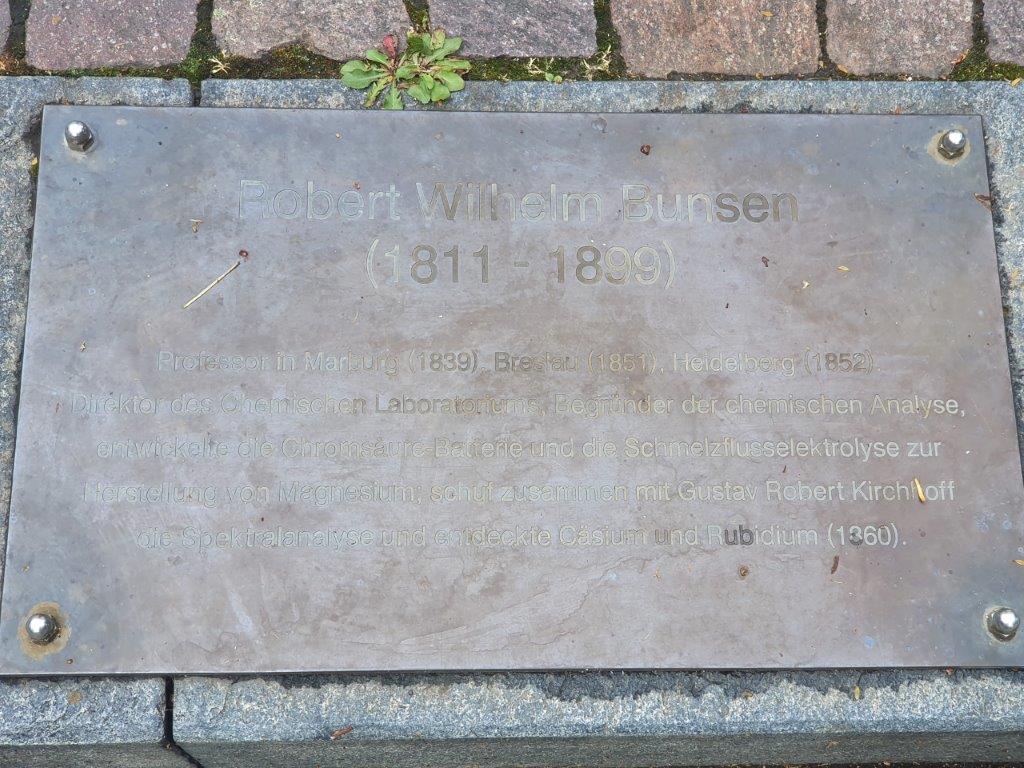 Robert Wilhelm Bunsen
(1811 - 1899)
Professor in Marburg (1839), Breslau (1851), Heidelberg (1852).
Direktor des Chemischen Laboratoriums, Begründer der chemischen Analyse,
entwickelte die Chromsäure-Batterie und die Schmelzflusselektrolyse zur
Herstellung von Magnesium; schuf zusammen mit Gustav Robert Kirchhoff
die Spektralanalyse und entdeckte Cäsium und Rubidium (1860).